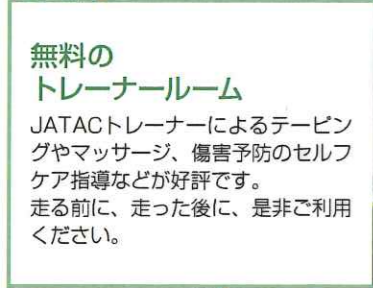 無料の
トレーナールーム
JATACトレーナーによるテーピン
グやマッサージ、傷害予防のセルフ
ケア指導などが好評です。
走る前に、走った後に、是非ご利用
ください。